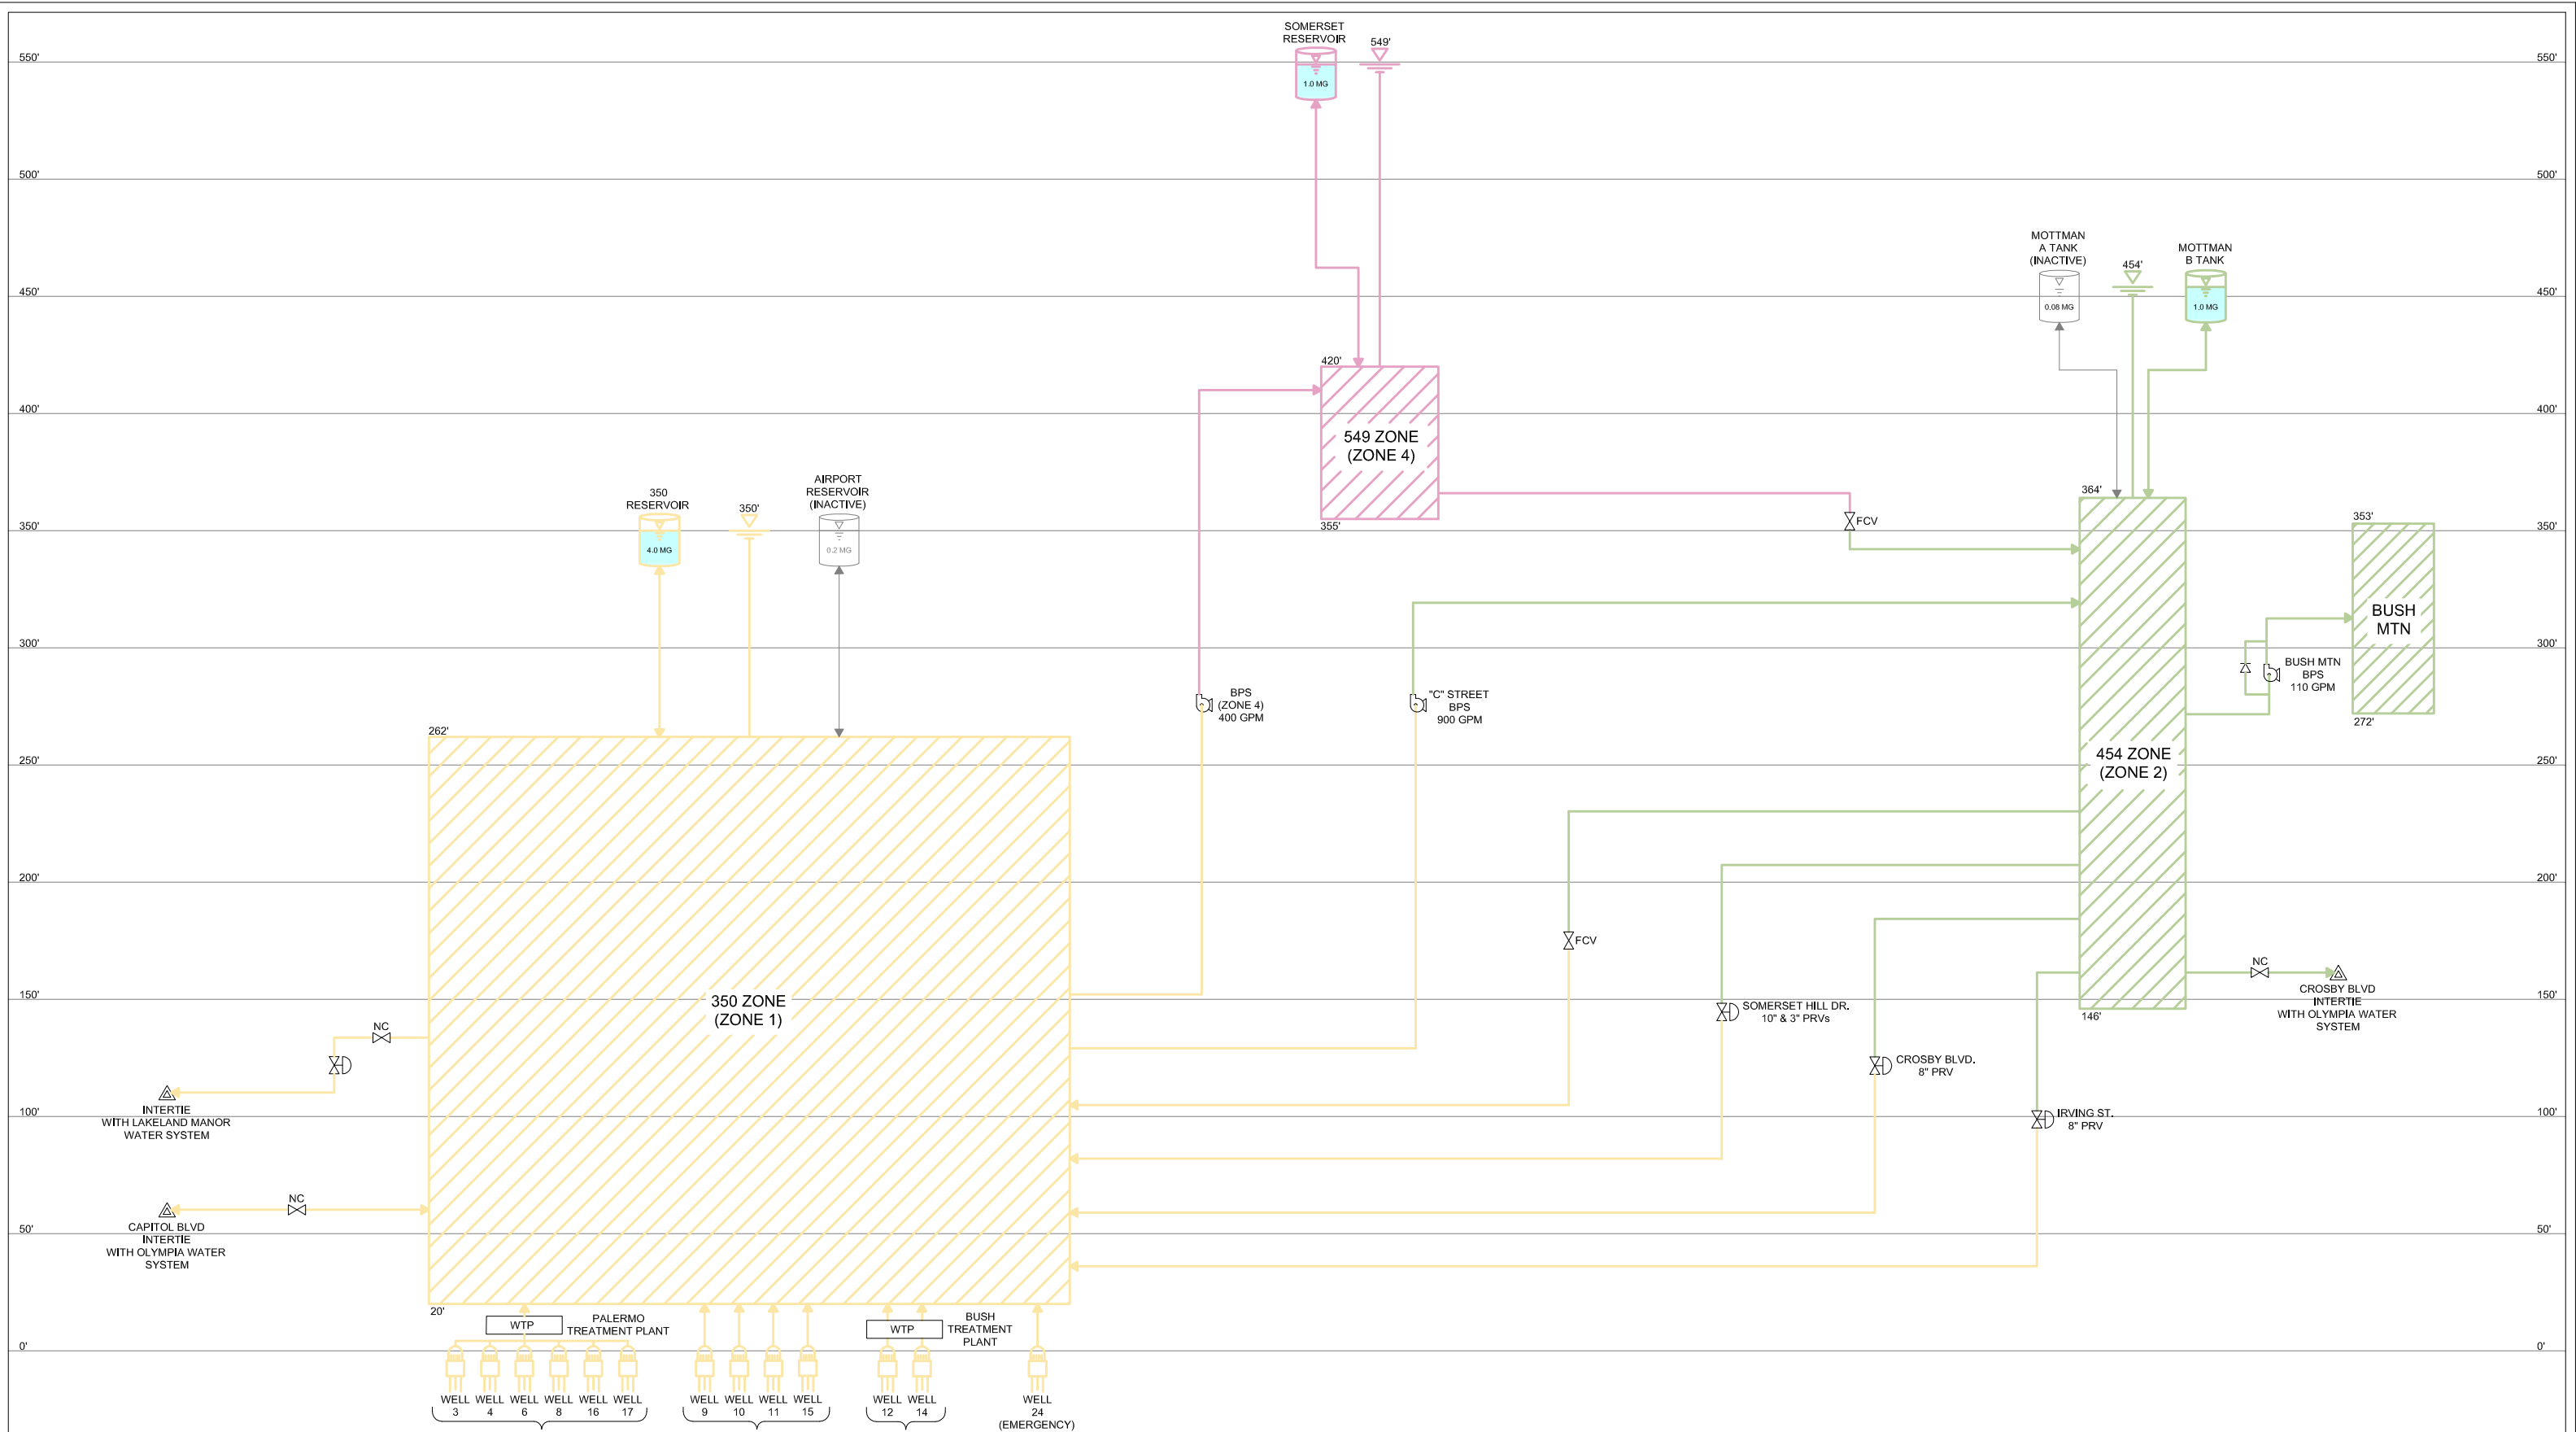 SOMERSET
RESERVOIR
549'
1.0 MG
550'
550'
500'
500'
MOTTMAN
A TANK
(INACTIVE)
0.08 MG
454'
MOTTMAN
B TANK
1.0 MG
450'
450'
420'
400'
400'
549 ZONE
(ZONE 4)
355'
350
RESERVOIR
4.0 MG
350'
AIRPORT
RESERVOIR
(INACTIVE)
0.2 MG
FCV
364'
353'
350'
350'
BUSH
MTN
272'
300'
300'
BUSH MTN
BPS
110 GPM
BPS
(ZONE 4)
400 GPM
"C" STREET
BPS
900 GPM
262'
454 ZONE
(ZONE 2)
250'
250'
200'
200'
FCV
350 ZONE
(ZONE 1)
150'
150'
SOMERSET HILL DR.
10" & 3" PRVs
146'
NC
CROSBY BLVD
INTERTIE
WITH OLYMPIA WATER
SYSTEM
NC
CROSBY BLVD.
8" PRV
INTERTIE
WITH LAKELAND MANOR
WATER SYSTEM
100'
100'
IRVING ST.
8" PRV
NC
CAPITOL BLVD
INTERTIE
WITH OLYMPIA WATER
SYSTEM
50'
50'
20'
WTP
PALERMO
TREATMENT PLANT
WTP
BUSH
TREATMENT
PLANT
0'
0'
WELL
3
WELL
4
WELL
6
WELL
8
WELL
16
WELL
17
WELL
9
WELL
10
WELL
11
WELL
15
WELL
12
WELL
14
WELL
24
(EMERGENCY)